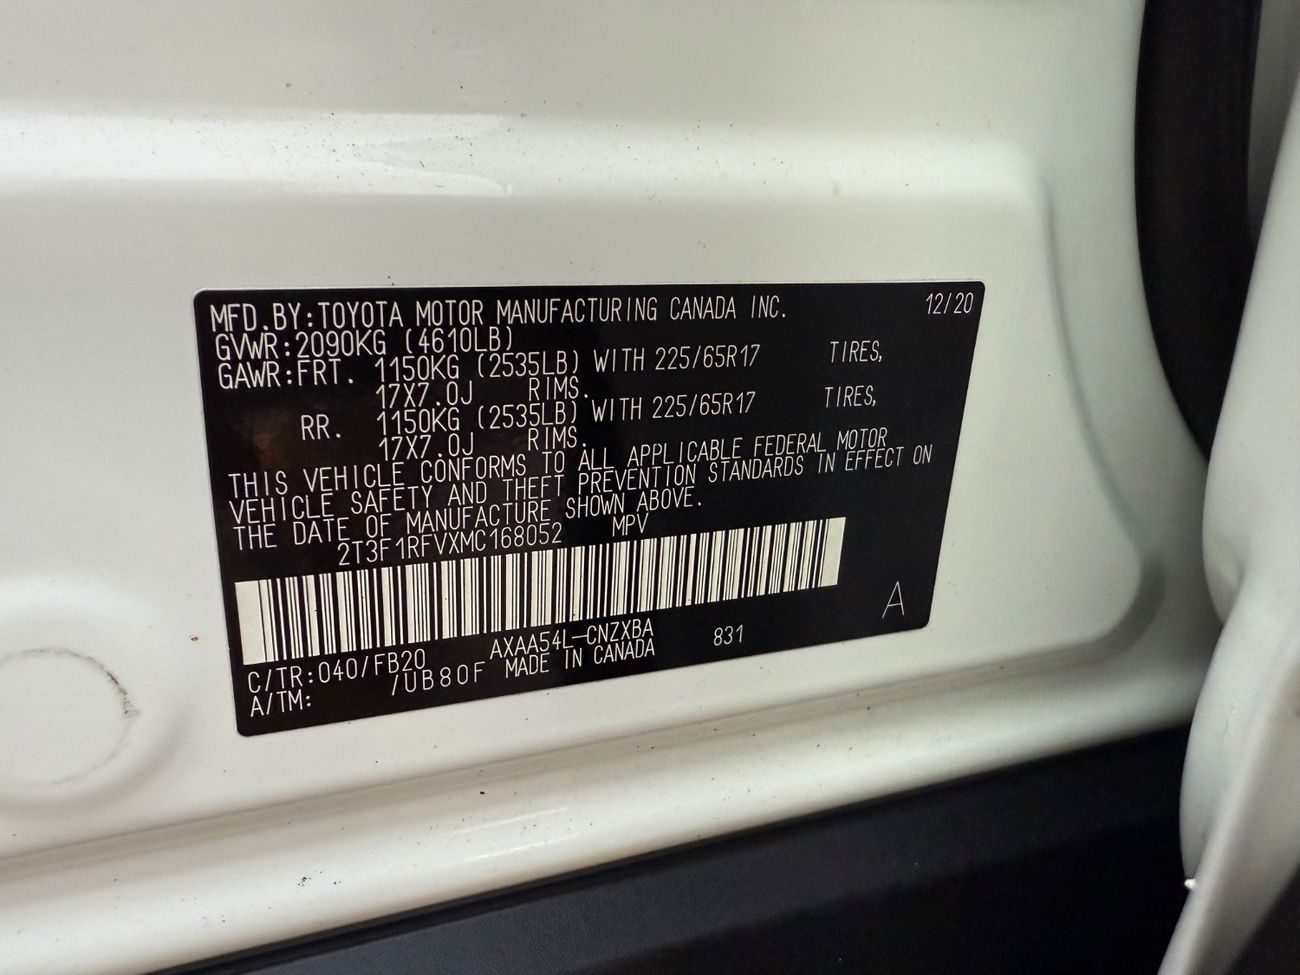 MFD.BY:TOYOTA MOTOR MANUFACTURING CANADA INC. 12/20
GVWR:2090KG (4610LB)
GAWR:FRT. 1150KG (2535LB) WITH 225/65R17 TIRES,
17X7.0J RIMS.
RR. 1150KG (2535LB) WITH 225/65R17 TIRES,
17X7.0J RIMS.
THIS VEHICLE CONFORMS TO ALL APPLICABLE FEDERAL MOTOR
VEHICLE SAFETY AND THEFT PREVENTION STANDARDS IN EFFECT ON
THE DATE OF MANUFACTURE SHOWN ABOVE.
2T3F1RFVXMC168052 MPV
A
C/TR:040/FB20 AXAA54L-CNZXBA 831
A/TM: /UB80F MADE IN CANADA